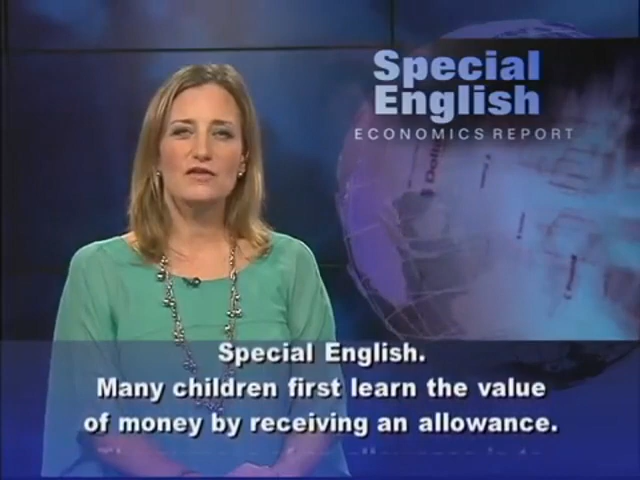 Special
English
ECONOMICS REPORT
Special English.
Many children first learn the value
of money by receiving an allowance.